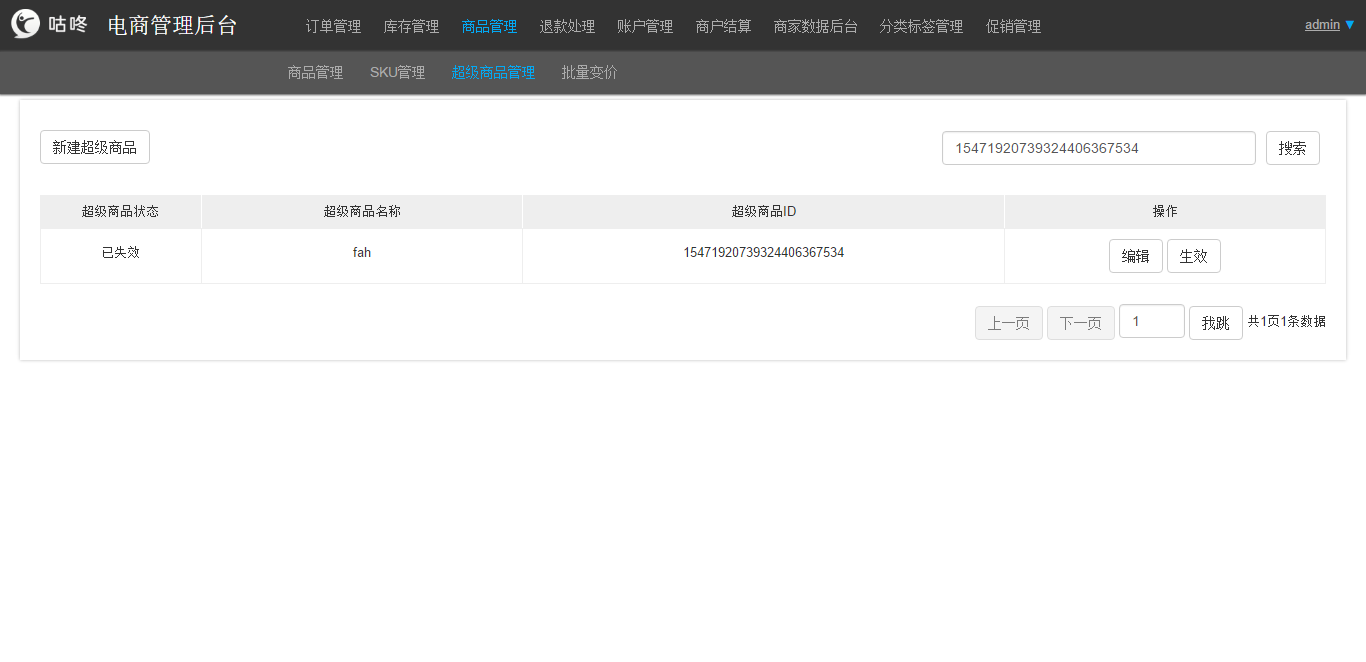 咕咚 电商管理后台 订单管理 库存管理 商品管理 退款处理 账户管理 商户结算 商家数据后台 分类标签管理 促销管理 admin ▼
商品管理 SKU管理 超级商品管理 批量变价
新建超级商品 15471920739324406367534 搜索
超级商品状态 超级商品名称 超级商品ID 操作
已失效 fah 15471920739324406367534 编辑 生效
上一页 下一页 1 我跳 共1页1条数据